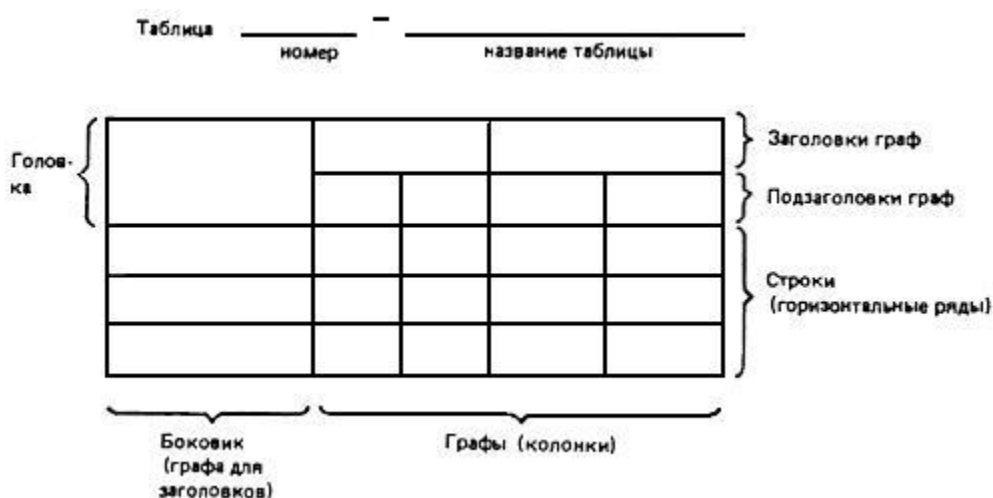 Таблица –
номер название таблицы
Голов-
ка
Заголовки граф
Подзаголовки граф
Строки
(горизонтальные ряды)
Боковик
(графа для
заголовков)
Графы (колонки)